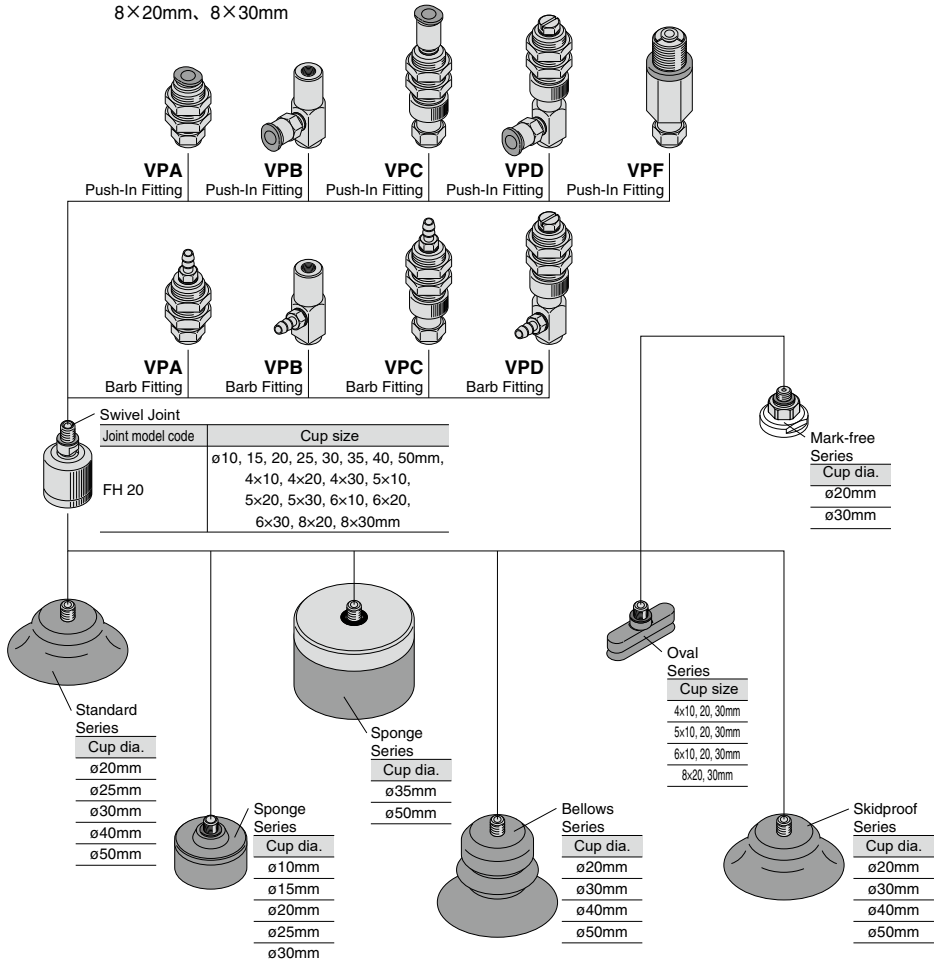 8×20mm、8×30mm
VPA
Push-In Fitting
VPB
Push-In Fitting
VPC
Push-In Fitting
VPD
Push-In Fitting
VPF
Push-In Fitting
VPA
Barb Fitting
VPB
Barb Fitting
VPC
Barb Fitting
VPD
Barb Fitting
Swivel Joint
Joint model code
Cup size
FH 20
ø10, 15, 20, 25, 30, 35, 40, 50mm,
4×10, 4×20, 4×30, 5×10,
5×20, 5×30, 6×10, 6×20,
6×30, 8×20, 8×30mm
Mark-free
Series
Cup dia.
ø20mm
ø30mm
Standard
Series
Cup dia.
ø20mm
ø25mm
ø30mm
ø40mm
ø50mm
Sponge
Series
Cup dia.
ø10mm
ø15mm
ø20mm
ø25mm
ø30mm
Sponge
Series
Cup dia.
ø35mm
ø50mm
Bellows
Series
Cup dia.
ø20mm
ø30mm
ø40mm
ø50mm
Oval
Series
Cup size
4×10, 20, 30mm
5×10, 20, 30mm
6×10, 20, 30mm
8×20, 30mm
Skidproof
Series
Cup dia.
ø20mm
ø30mm
ø40mm
ø50mm